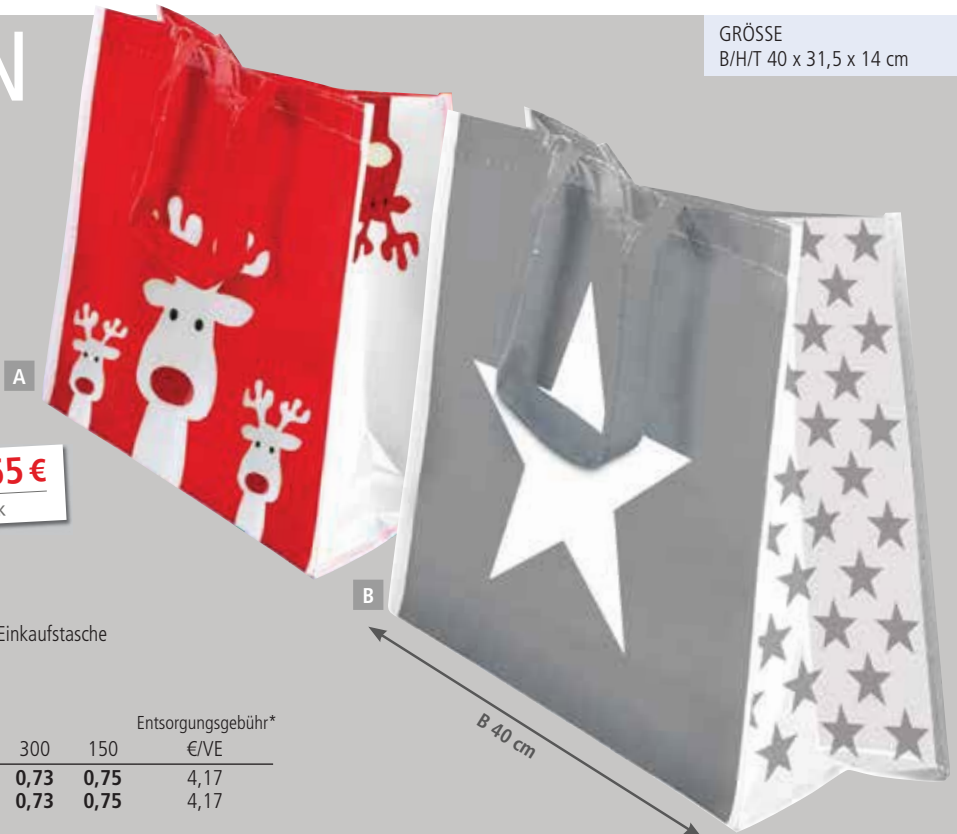 N
GRÖSSE
B/H/T 40 x 31,5 x 14 cm
A
65 €
B
Einkaufstasche
B 40 cm
Entsorgungsgebühr*
300 150 €/VE
0,73 0,75 4,17
0,73 0,75 4,17